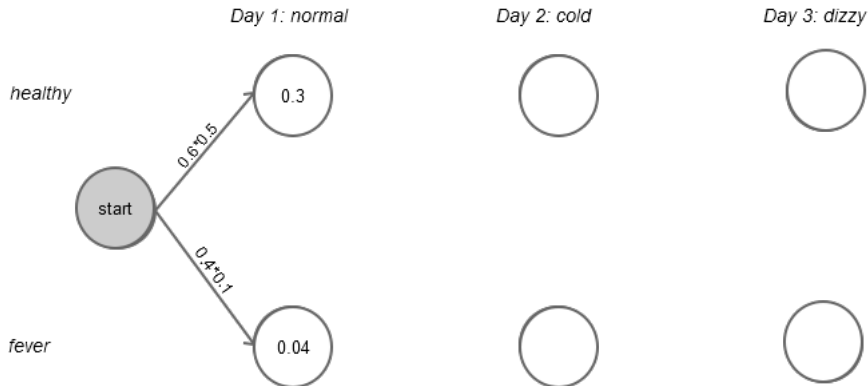 Day 1: normal
Day 2: cold
Day 3: dizzy
healthy
0.3
0.6*0.5
start
0.4*0.1
fever
0.04